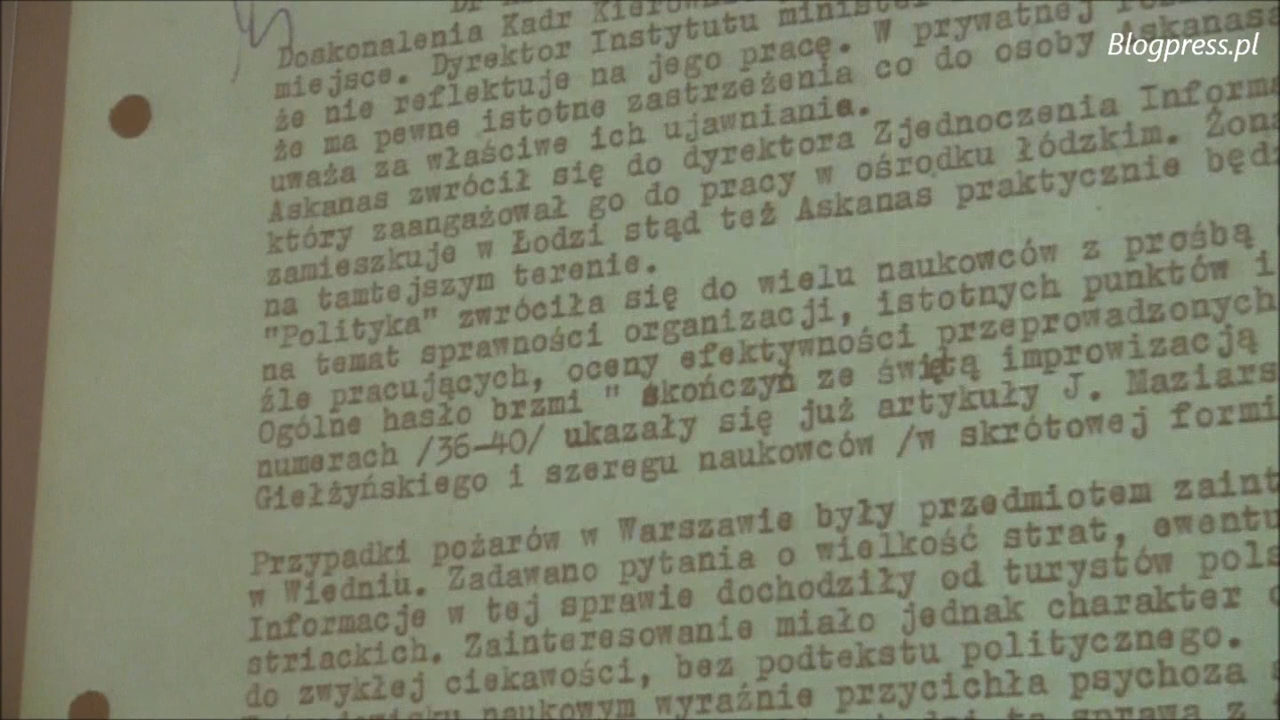 Blogpress.pl
Dr
Doskonalenia Kadr
miejsce. Dyrektor Instytutu
że nie reflektuje na jego pracę. W prywatnej
że ma pewne istotne zastrzeżenia co do osoby Askanasa
uważa za właściwe ich ujawniania.
Askanas zwrócił się do dyrektora Zjednoczenia Informa
który zaangażował go do pracy w ośrodku łódzkim. Żona
zamieszkuje w Łodzi stąd też Askanas praktycznie będz
na tamtejszym terenie.
"Polityka" zwróciła się do wielu naukowców z prośbą
na temat sprawności organizacji, istotnych punktów i
źle pracujących, oceny efektywności przeprowadzonych
Ogólne hasło brzmi " skończyń ze świętą improwizacją
numerach /36-40/ ukazały się już artykuły J. Maziars
Giełżyńskiego i szeregu naukowców /w skrótowej formi
Przypadki pożarów w Warszawie były przedmiotem zaint
w Wiedniu. Zadawano pytania o wielkość strat, ewentu
Informacje w tej sprawie dochodziły od turystów pols
striackich. Zainteresowanie miało jednak charakter
do zwykłej ciekawości, bez podtekstu politycznego.
naukowym wyraźnie przycichła psychoza